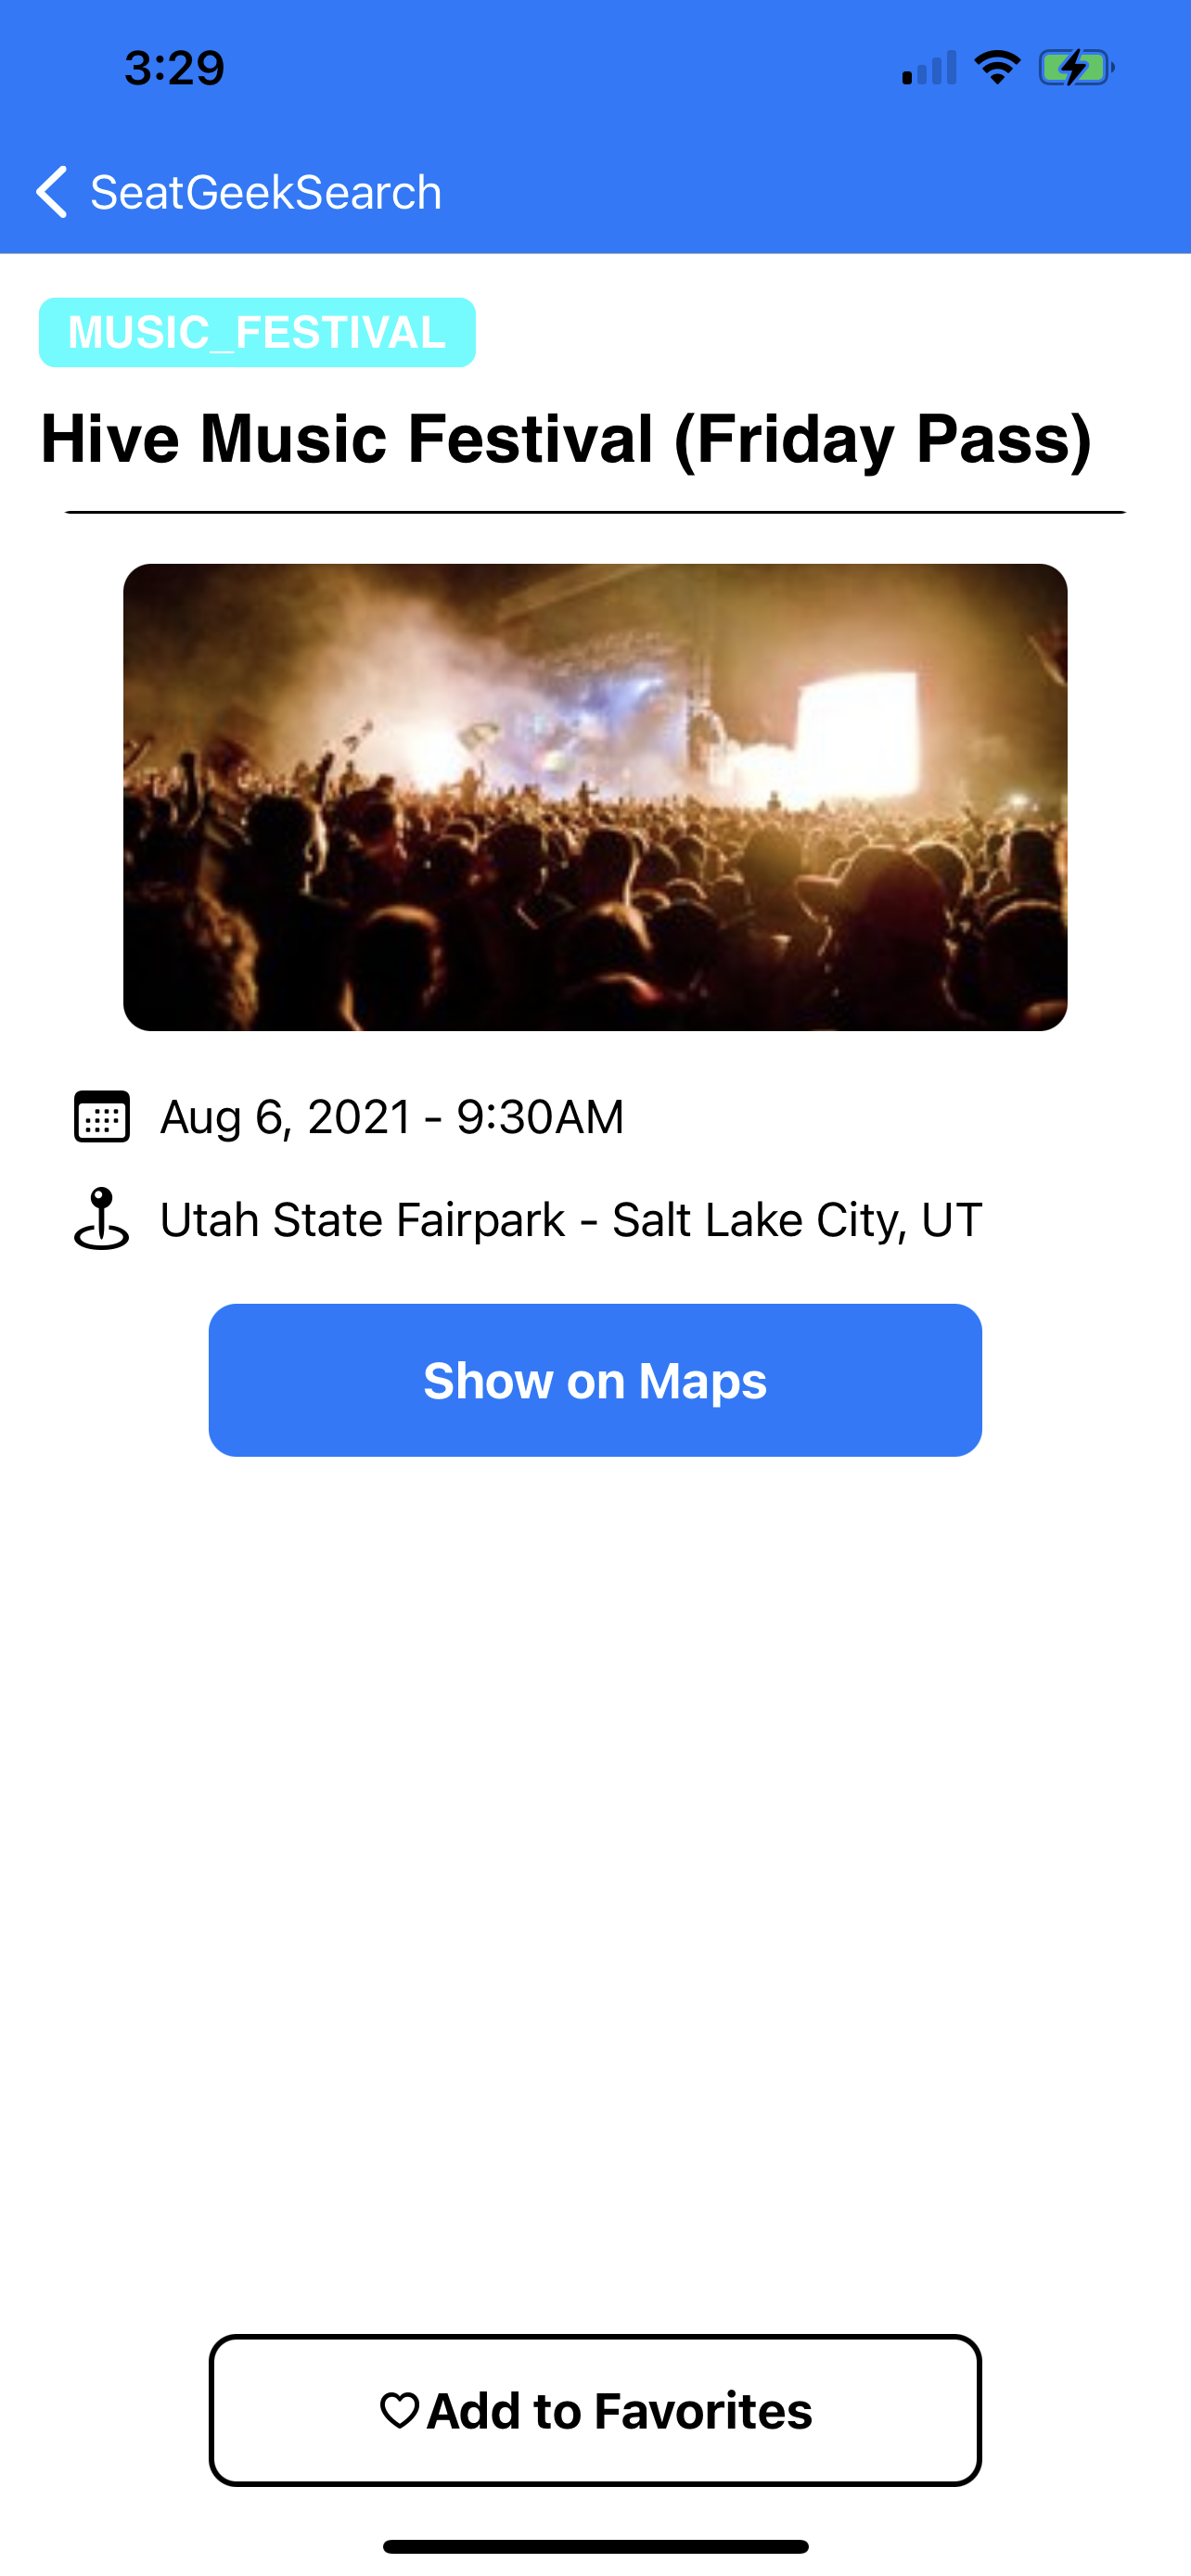 3:29
SeatGeekSearch
MUSIC_FESTIVAL
Hive Music Festival (Friday Pass)
Aug 6, 2021 - 9:30AM
Utah State Fairpark - Salt Lake City, UT
Show on Maps
Add to Favorites